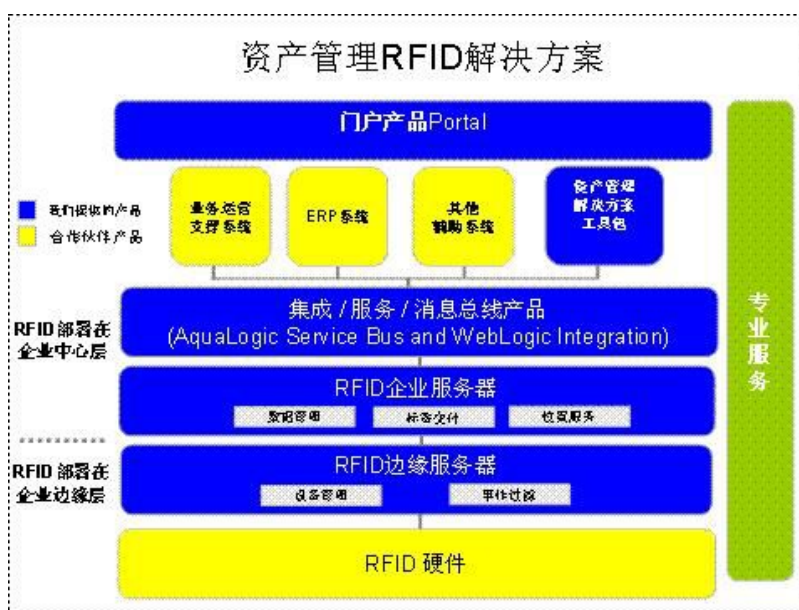 资产管理RFID解决方案
门户产品Portal
业务运营
支撑系统
ERP系统
其他
辅助系统
资产管理
解决方案
工具包
我们提供的产品
合作伙伴产品
集成 / 服务 / 消息总线产品
(AquaLogic Service Bus and WebLogic Integration)
RFID 部署在
企业中心层
RFID企业服务器
数据管理
标签交付
位置服务
RFID 部署在
企业边缘层
RFID边缘服务器
设备管理
事件过滤
RFID 硬件
专业服务